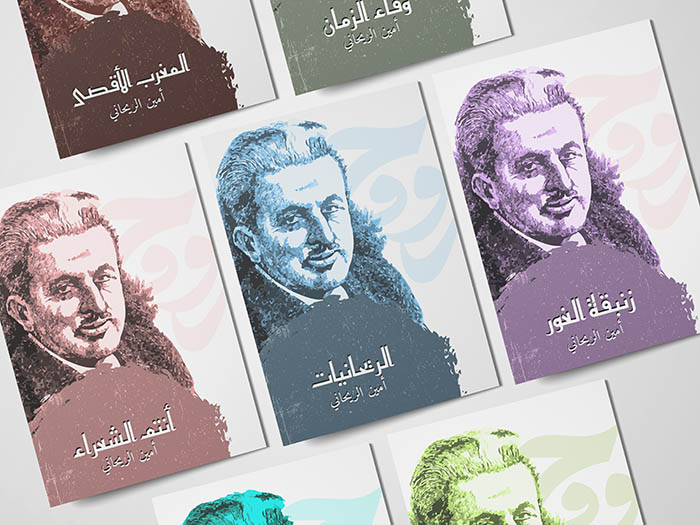 المغرب الأقصى
أمين الريحاني
وفاء الزمان
أمين الريحاني
أنتم الشعراء
أمين الريحاني
الريحانيات
أمين الريحاني
زنبقة الغور
أمين الريحاني